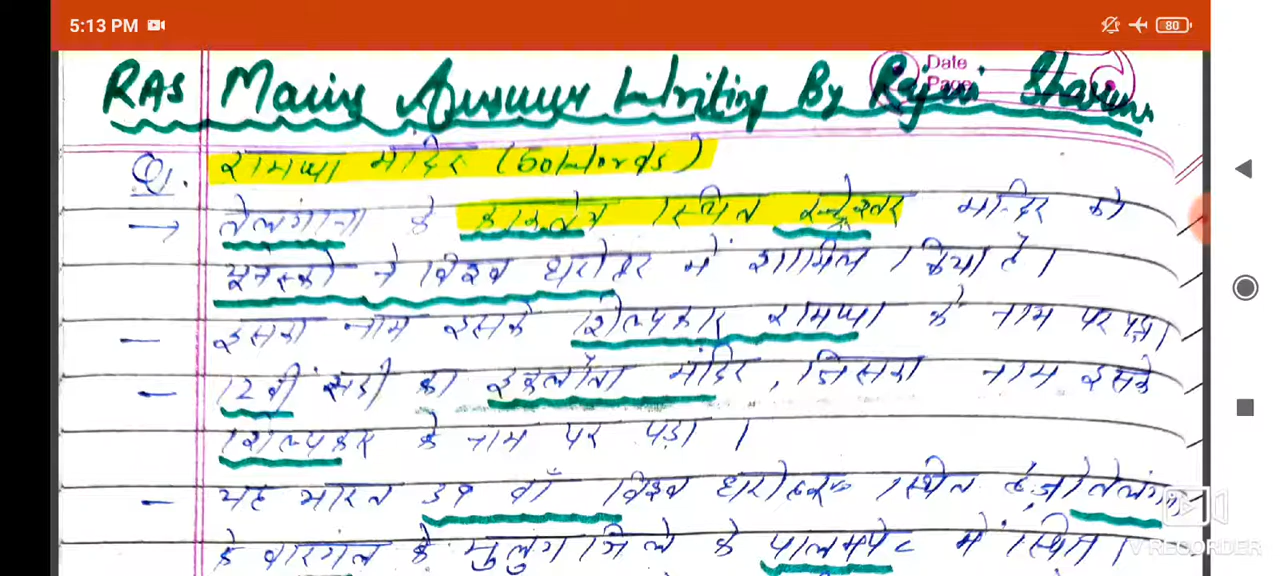 5:13 PM
80
Date
Page
RAS Mains Answer Writing By Rajni Sharma
Q. रामप्पा मंदिर (50 Words)
→ तेलंगाना के काकतीय स्थित रुद्रेश्वर मन्दिर को
यूनेस्को ने विश्व धरोहर में शामिल किया है।
– इसका नाम इसके शिल्पकार रामप्पा के नाम पर पड़ा।
– 12वीं सदी का इकलौता मंदिर, जिसका नाम इसके
शिल्पकार के नाम पर पड़ा।
– यह भारत 39 वाँ विश्व धरोहर स्थित है जो तेलंगा
के वारंगल के मुलुग जिले के पालमपेट में स्थित।
V RECORDER